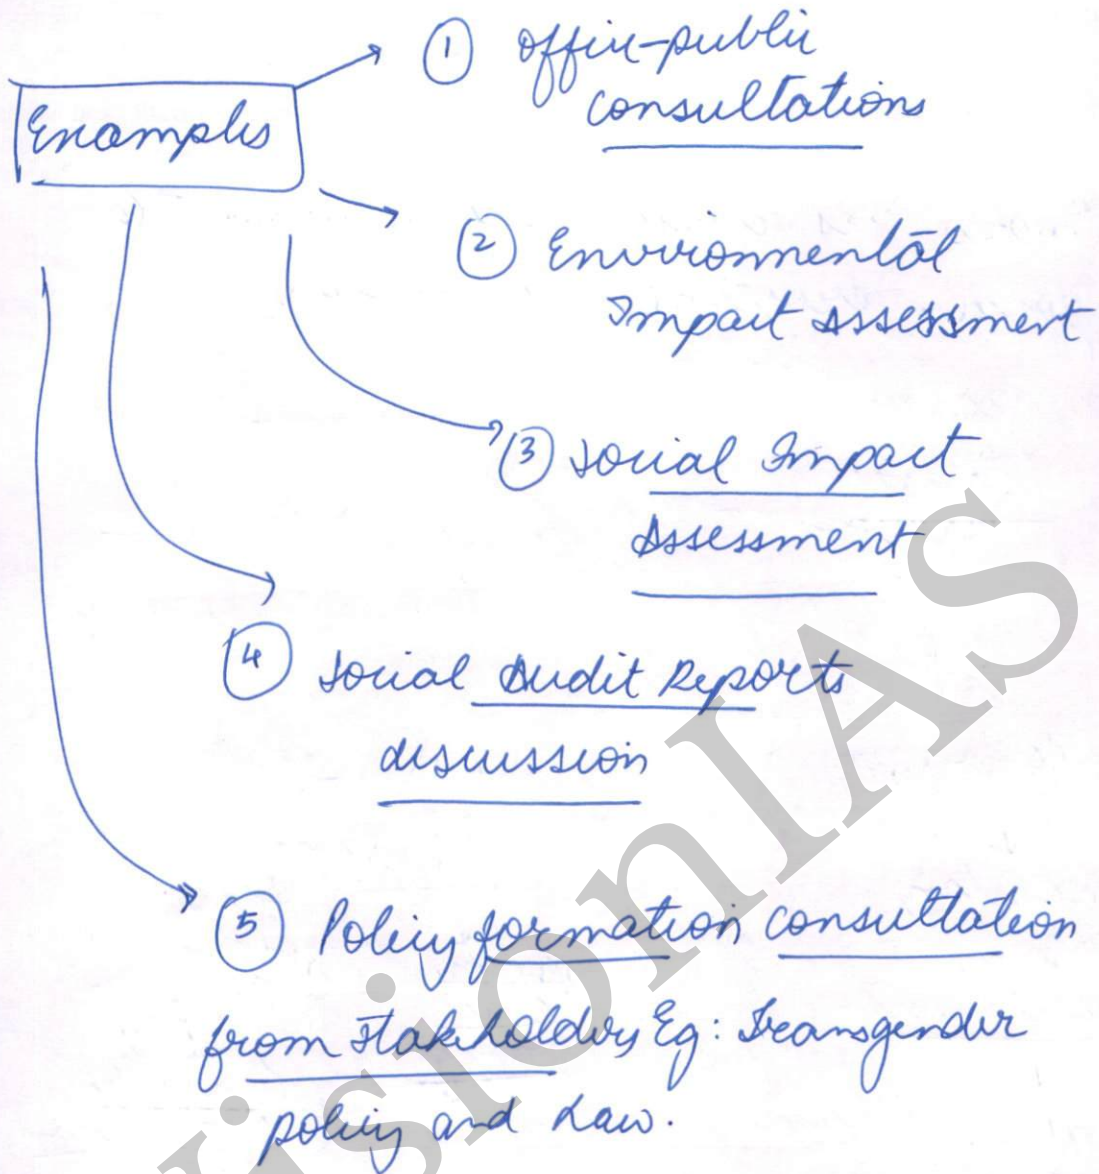 Examples
① Office-public
consultations
② Environmental
Impact Assessment
③ Social Impact
Assessment
④ Social Audit Reports
discussion
⑤ Policy formation consultation
from stakeholders Eg: Transgender
policy and Law.
VisionIAS